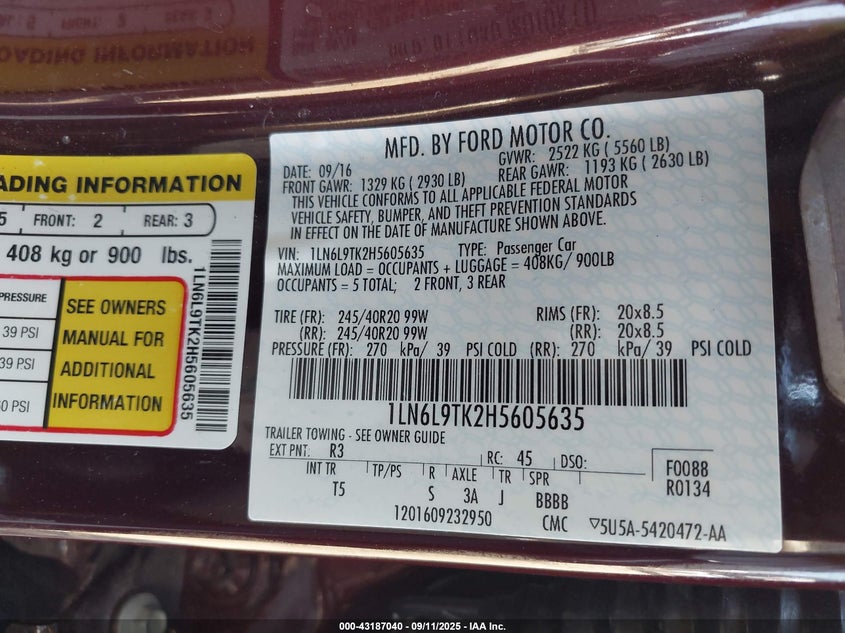 ADING INFORMATION
5 FRONT: 2 REAR: 3
408 kg or 900 lbs.
PRESSURE
39 PSI
39 PSI
60 PSI
SEE OWNERS
MANUAL FOR
ADDITIONAL
INFORMATION
1LN6L9TK2H5605635
MFD. BY FORD MOTOR CO.
DATE: 09/16 GVWR: 2522 KG ( 5560 LB)
FRONT GAWR: 1329 KG ( 2930 LB) REAR GAWR: 1193 KG ( 2630 LB)
THIS VEHICLE CONFORMS TO ALL APPLICABLE FEDERAL MOTOR
VEHICLE SAFETY, BUMPER, AND THEFT PREVENTION STANDARDS
IN EFFECT ON THE DATE OF MANUFACTURE SHOWN ABOVE.
VIN: 1LN6L9TK2H5605635 TYPE: Passenger Car
MAXIMUM LOAD = OCCUPANTS + LUGGAGE = 408KG/ 900LB
OCCUPANTS = 5 TOTAL; 2 FRONT, 3 REAR
TIRE (FR): 245/40R20 99W RIMS (FR): 20x8.5
(RR): 245/40R20 99W (RR): 20x8.5
PRESSURE (FR): 270 kPa/ 39 PSI COLD (RR): 270 kPa/ 39 PSI COLD
1LN6L9TK2H5605635
TRAILER TOWING - SEE OWNER GUIDE
EXT PNT: R3 RC: 45 DSO:
INT TR TP/PS R AXLE TR SPR
T5 S 3A J BBBB
F0088
R0134
1201609232950 CMC ▽5U5A-5420472-AA
000-43187040 - 09/11/2025 - IAA Inc.